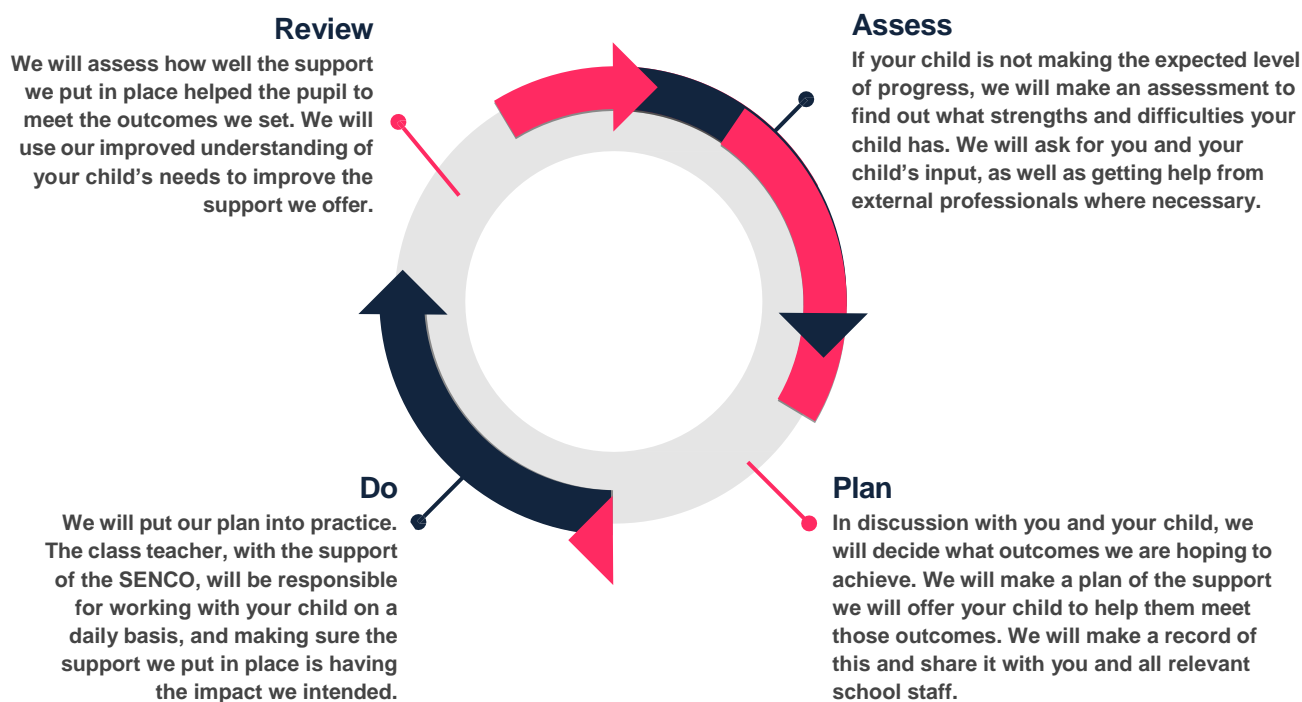 Review
We will assess how well the support
we put in place helped the pupil to
meet the outcomes we set. We will
use our improved understanding of
your child’s needs to improve the
support we offer.
Assess
If your child is not making the expected level
of progress, we will make an assessment to
find out what strengths and difficulties your
child has. We will ask for you and your
child’s input, as well as getting help from
external professionals where necessary.
Do
We will put our plan into practice.
The class teacher, with the support
of the SENCO, will be responsible
for working with your child on a
daily basis, and making sure the
support we put in place is having
the impact we intended.
Plan
In discussion with you and your child, we
will decide what outcomes we are hoping to
achieve. We will make a plan of the support
we will offer your child to help them meet
those outcomes. We will make a record of
this and share it with you and all relevant
school staff.